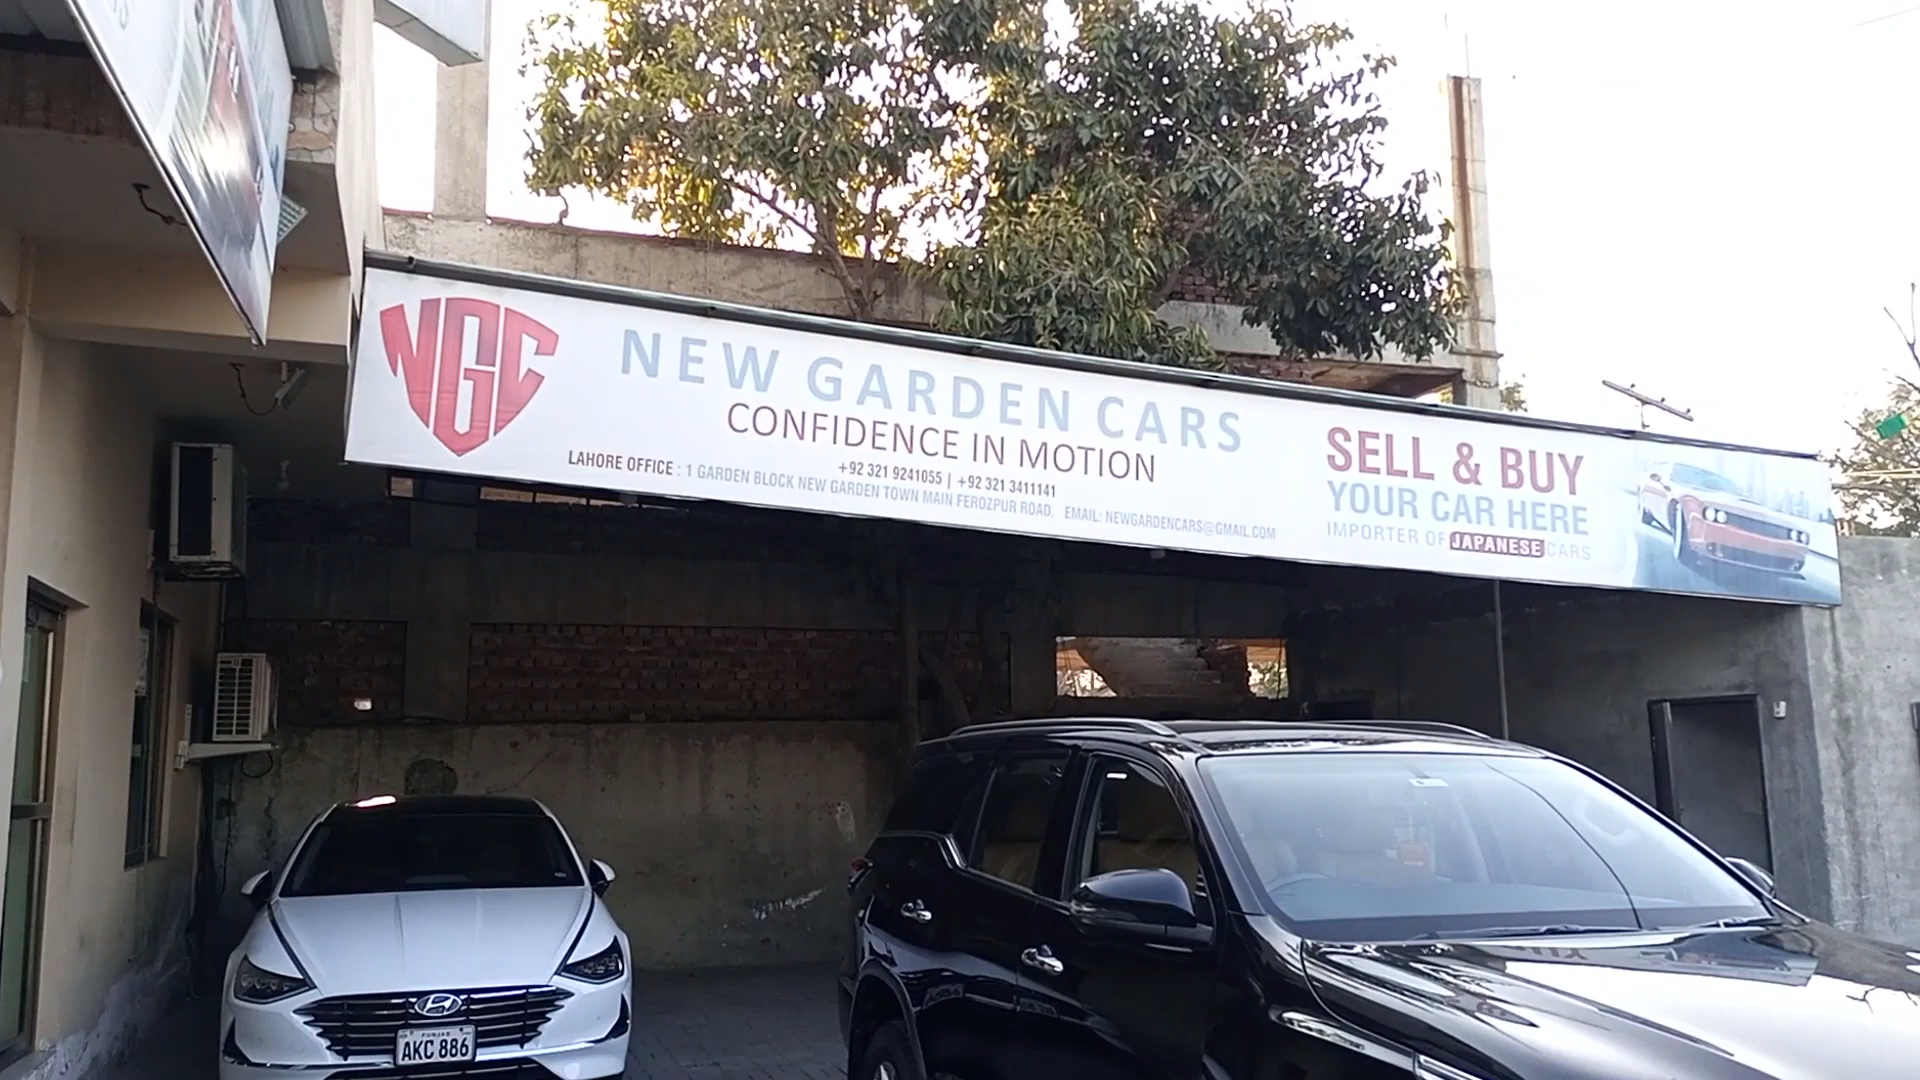 NGC
NEW GARDEN CARS
CONFIDENCE IN MOTION
+92 321 9241055 | +92 321 3411141
LAHORE OFFICE : 1 GARDEN BLOCK NEW GARDEN TOWN MAIN FEROZPUR ROAD. EMAIL: NEWGARDENCARS@GMAIL.COM
SELL & BUY
YOUR CAR HERE
IMPORTER OF JAPANESE CARS
PUNJAB
AKC 886